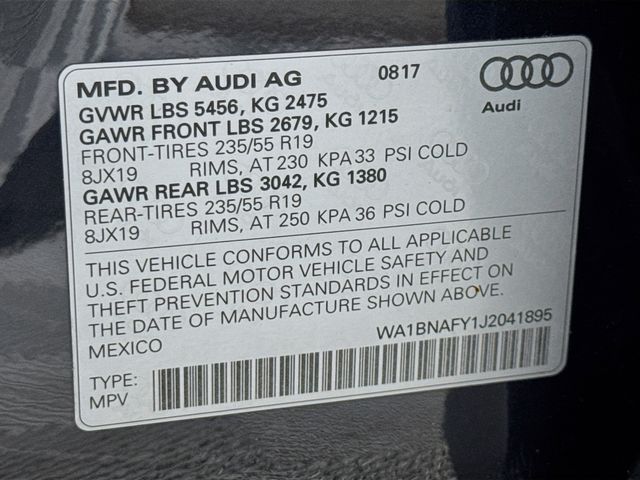 MFD. BY AUDI AG 0817
Audi
GVWR LBS 5456, KG 2475
GAWR FRONT LBS 2679, KG 1215
FRONT-TIRES 235/55 R19
8JX19 RIMS, AT 230 KPA 33 PSI COLD
GAWR REAR LBS 3042, KG 1380
REAR-TIRES 235/55 R19
8JX19 RIMS, AT 250 KPA 36 PSI COLD
THIS VEHICLE CONFORMS TO ALL APPLICABLE
U.S. FEDERAL MOTOR VEHICLE SAFETY AND
THEFT PREVENTION STANDARDS IN EFFECT ON
THE DATE OF MANUFACTURE SHOWN ABOVE.
MEXICO WA1BNAFY1J2041895
TYPE:
MPV